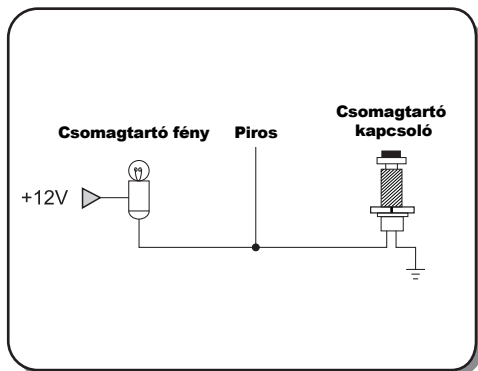 Csomagtartó
kapcsoló
Csomagtartó fény
Piros
+12V